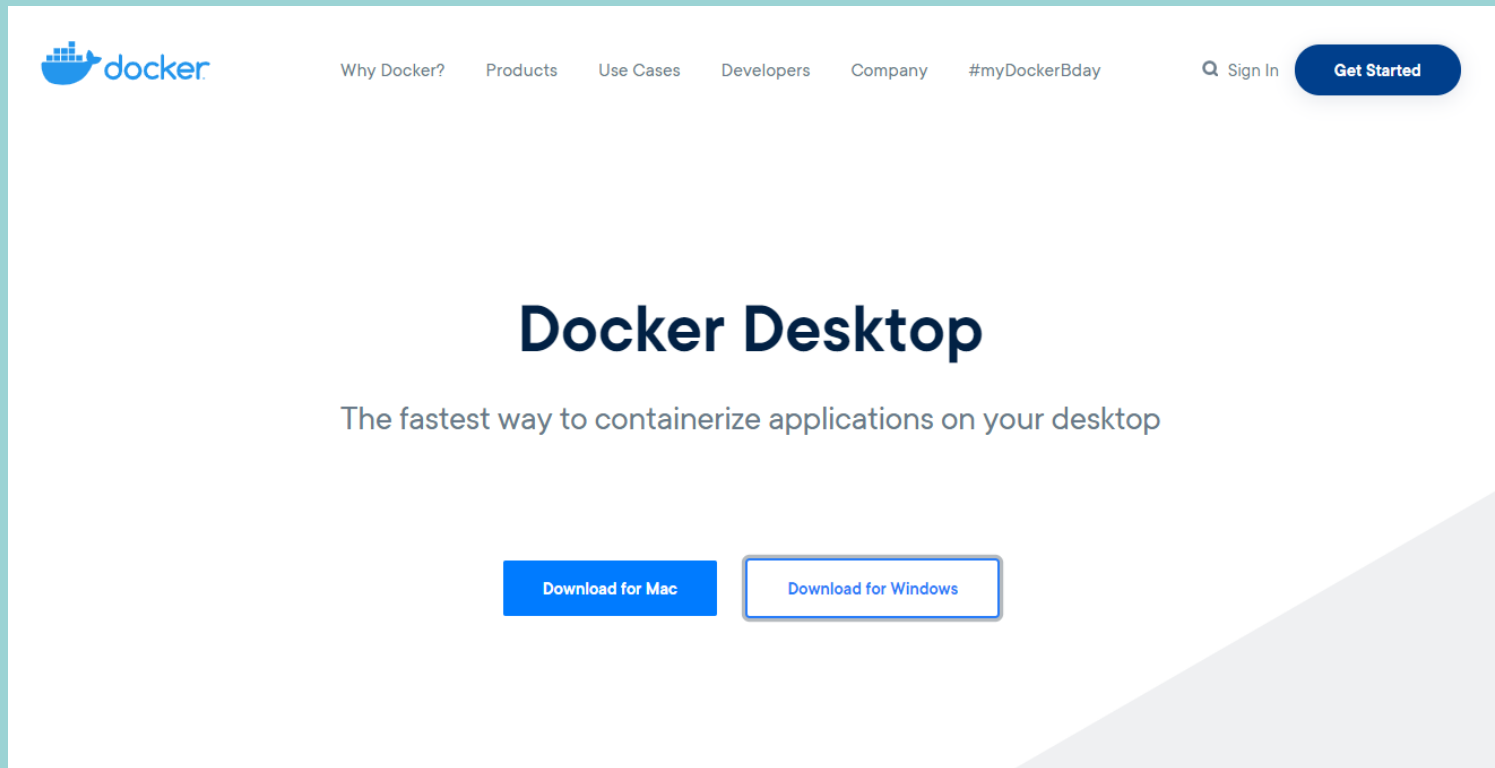 docker
Why Docker? Products Use Cases Developers Company #myDockerBday Sign In Get Started
Docker Desktop
The fastest way to containerize applications on your desktop
Download for Mac Download for Windows